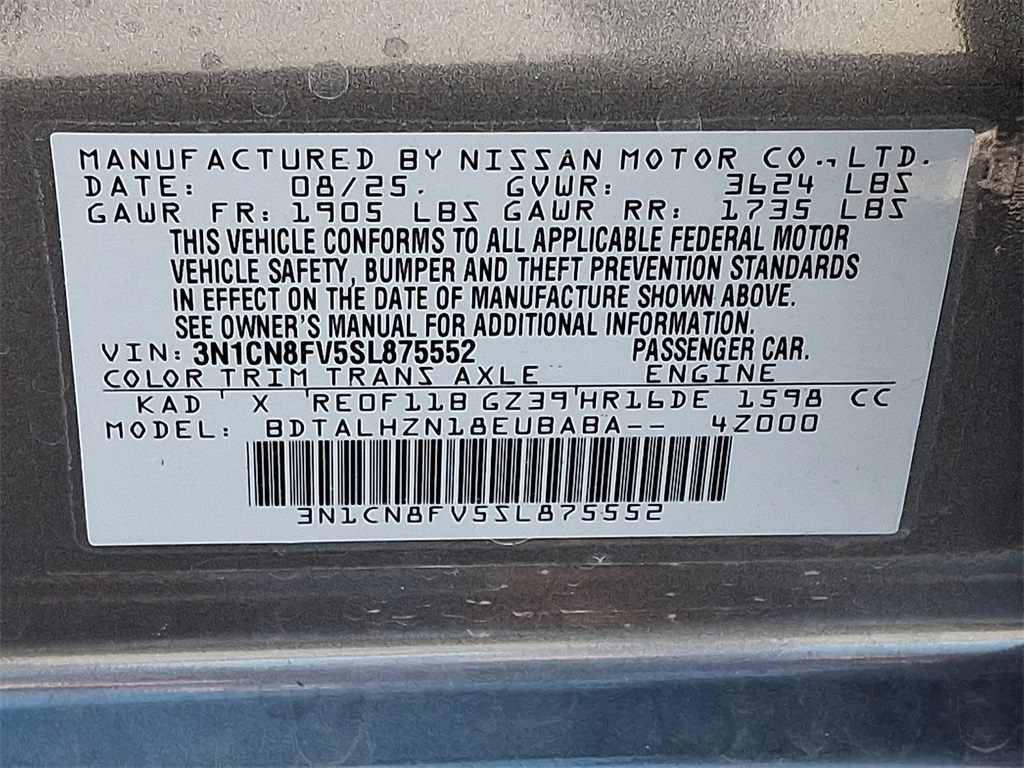 MANUFACTURED BY NISSAN MOTOR CO.,LTD.
DATE: 08/25. GVWR: 3624 LBS
GAWR FR: 1905 LBS GAWR RR: 1735 LBS
THIS VEHICLE CONFORMS TO ALL APPLICABLE FEDERAL MOTOR
VEHICLE SAFETY, BUMPER AND THEFT PREVENTION STANDARDS
IN EFFECT ON THE DATE OF MANUFACTURE SHOWN ABOVE.
SEE OWNER'S MANUAL FOR ADDITIONAL INFORMATION.
VIN: 3N1CN8FV5SL875552 PASSENGER CAR.
COLOR TRIM TRANS AXLE ENGINE
KAD X RE0F11B GZ39 HR16DE 1598 CC
MODEL: BDTALHZN18EUBABA-- 4Z000
3N1CN8FV5SL875552